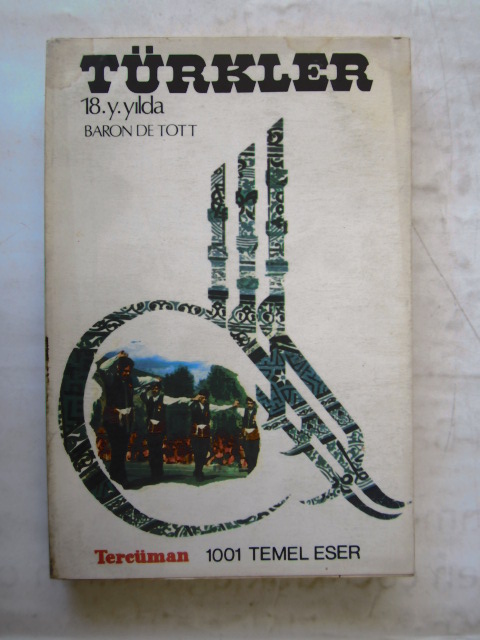 TÜRKLER
18.y.yılda
BARON DE TOTT
Tercüman 1001 TEMEL ESER